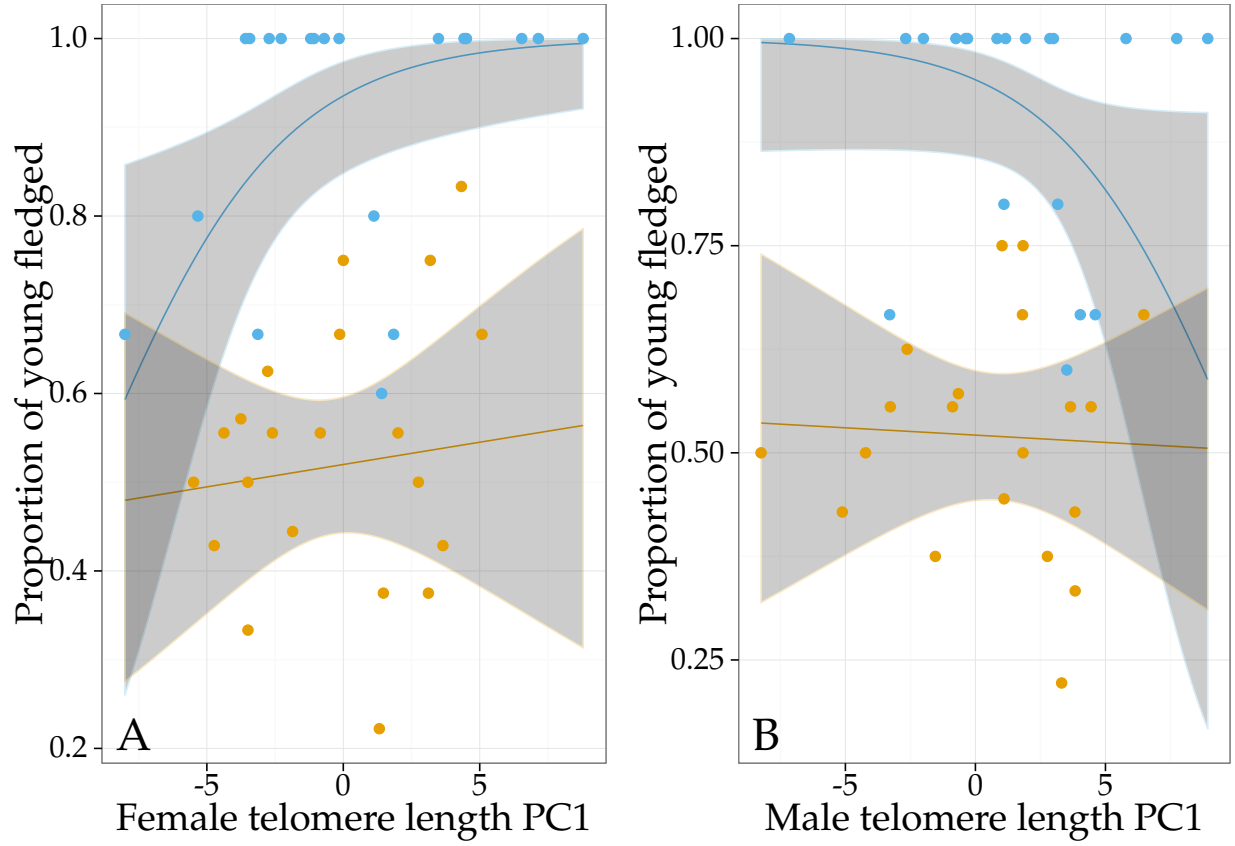 Proportion of young fledged
1.0
0.8
0.6
0.4
0.2
A
-5 0 5
Female telomere length PC1
Proportion of young fledged
1.00
0.75
0.50
0.25
B
-5 0 5
Male telomere length PC1